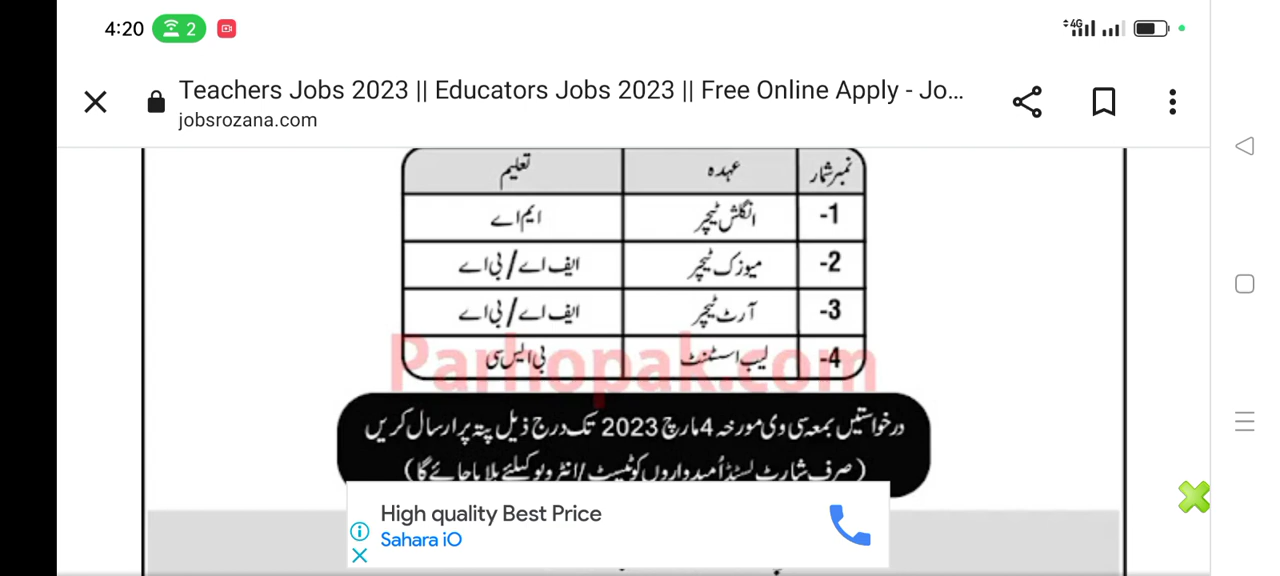 4:20 2 4G
Teachers Jobs 2023 || Educators Jobs 2023 || Free Online Apply - Jo...
jobsrozana.com
نمبر شمار عہدہ تعلیم
-1 انگلش ٹیچر ایم اے
-2 میوزک ٹیچر ایف اے/بی اے
-3 آرٹ ٹیچر ایف اے/بی اے
-4 لیب اسسٹنٹ بی ایس سی
Parhopak.com
درخواستیں بمعہ سی وی مورخہ 4 مارچ 2023 تک درج ذیل پتہ پر ارسال کریں
(صرف شارٹ لسٹڈ اُمیدواروں کو ٹیسٹ/انٹرویو کیلئے بلایا جائے گا)
High quality Best Price
Sahara iO